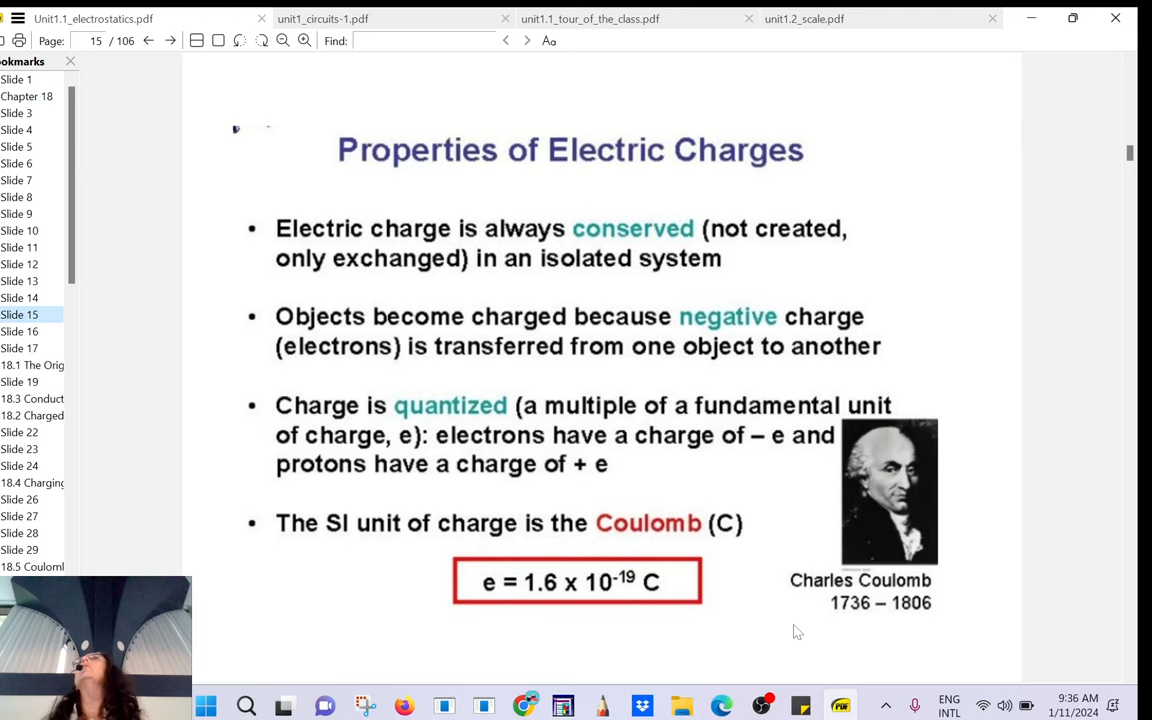 Unit1.1_electrostatics.pdf
unit1_circuits-1.pdf
unit1.1_tour_of_the_class.pdf
unit1.2_scale.pdf
Page: 15 / 106
Find:
Aa
okmarks
Slide 1
Chapter 18
Slide 3
Slide 4
Slide 5
Slide 6
Slide 7
Slide 8
Slide 9
Slide 10
Slide 11
Slide 12
Slide 13
Slide 14
Slide 15
Slide 16
Slide 17
18.1 The Orig
Slide 19
18.3 Conduct
18.2 Charged
Slide 22
Slide 23
Slide 24
18.4 Charging
Slide 26
Slide 27
Slide 28
Slide 29
18.5 Coulomb
Properties of Electric Charges
• Electric charge is always conserved (not created,
only exchanged) in an isolated system
• Objects become charged because negative charge
(electrons) is transferred from one object to another
• Charge is quantized (a multiple of a fundamental unit
of charge, e): electrons have a charge of – e and
protons have a charge of + e
• The SI unit of charge is the Coulomb (C)
e = 1.6 x 10⁻¹⁹ C
Charles Coulomb
1736 – 1806
PDF
ENG
INTL
9:36 AM
1/11/2024